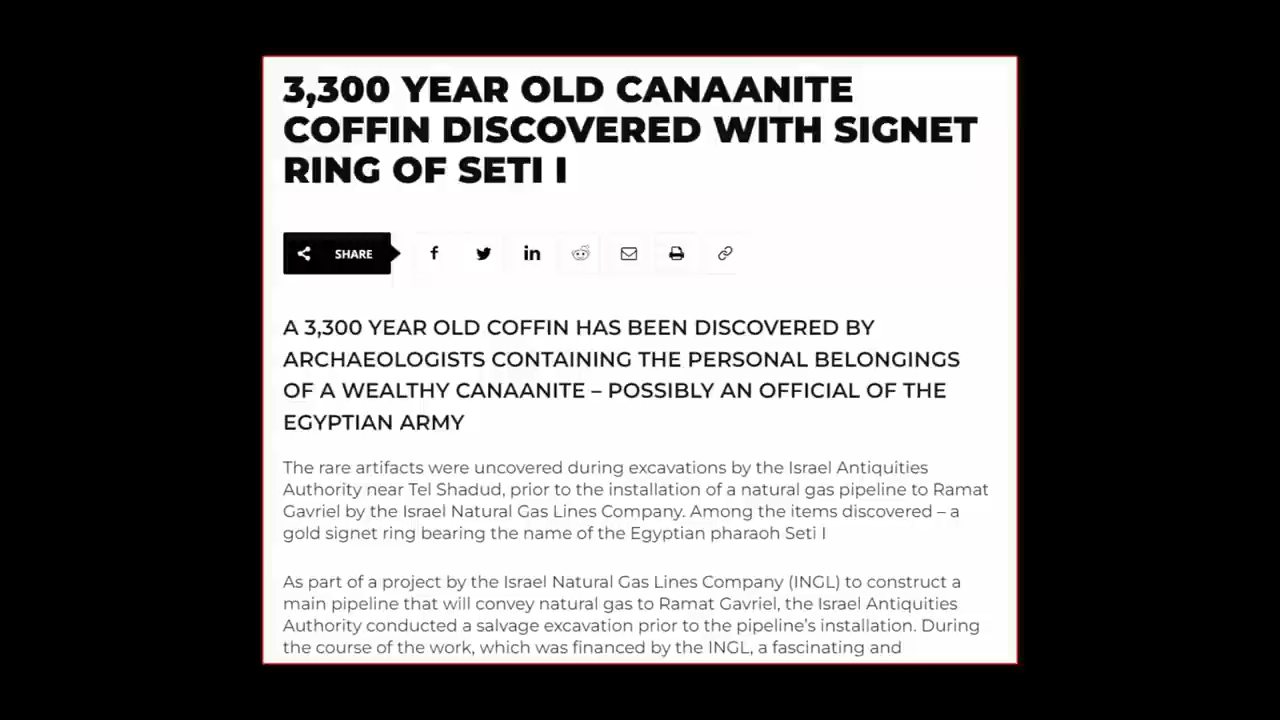 3,300 YEAR OLD CANAANITE
COFFIN DISCOVERED WITH SIGNET
RING OF SETI I
SHARE
A 3,300 YEAR OLD COFFIN HAS BEEN DISCOVERED BY
ARCHAEOLOGISTS CONTAINING THE PERSONAL BELONGINGS
OF A WEALTHY CANAANITE – POSSIBLY AN OFFICIAL OF THE
EGYPTIAN ARMY
The rare artifacts were uncovered during excavations by the Israel Antiquities
Authority near Tel Shadud, prior to the installation of a natural gas pipeline to Ramat
Gavriel by the Israel Natural Gas Lines Company. Among the items discovered – a
gold signet ring bearing the name of the Egyptian pharaoh Seti I
As part of a project by the Israel Natural Gas Lines Company (INGL) to construct a
main pipeline that will convey natural gas to Ramat Gavriel, the Israel Antiquities
Authority conducted a salvage excavation prior to the pipeline's installation. During
the course of the work, which was financed by the INGL, a fascinating and